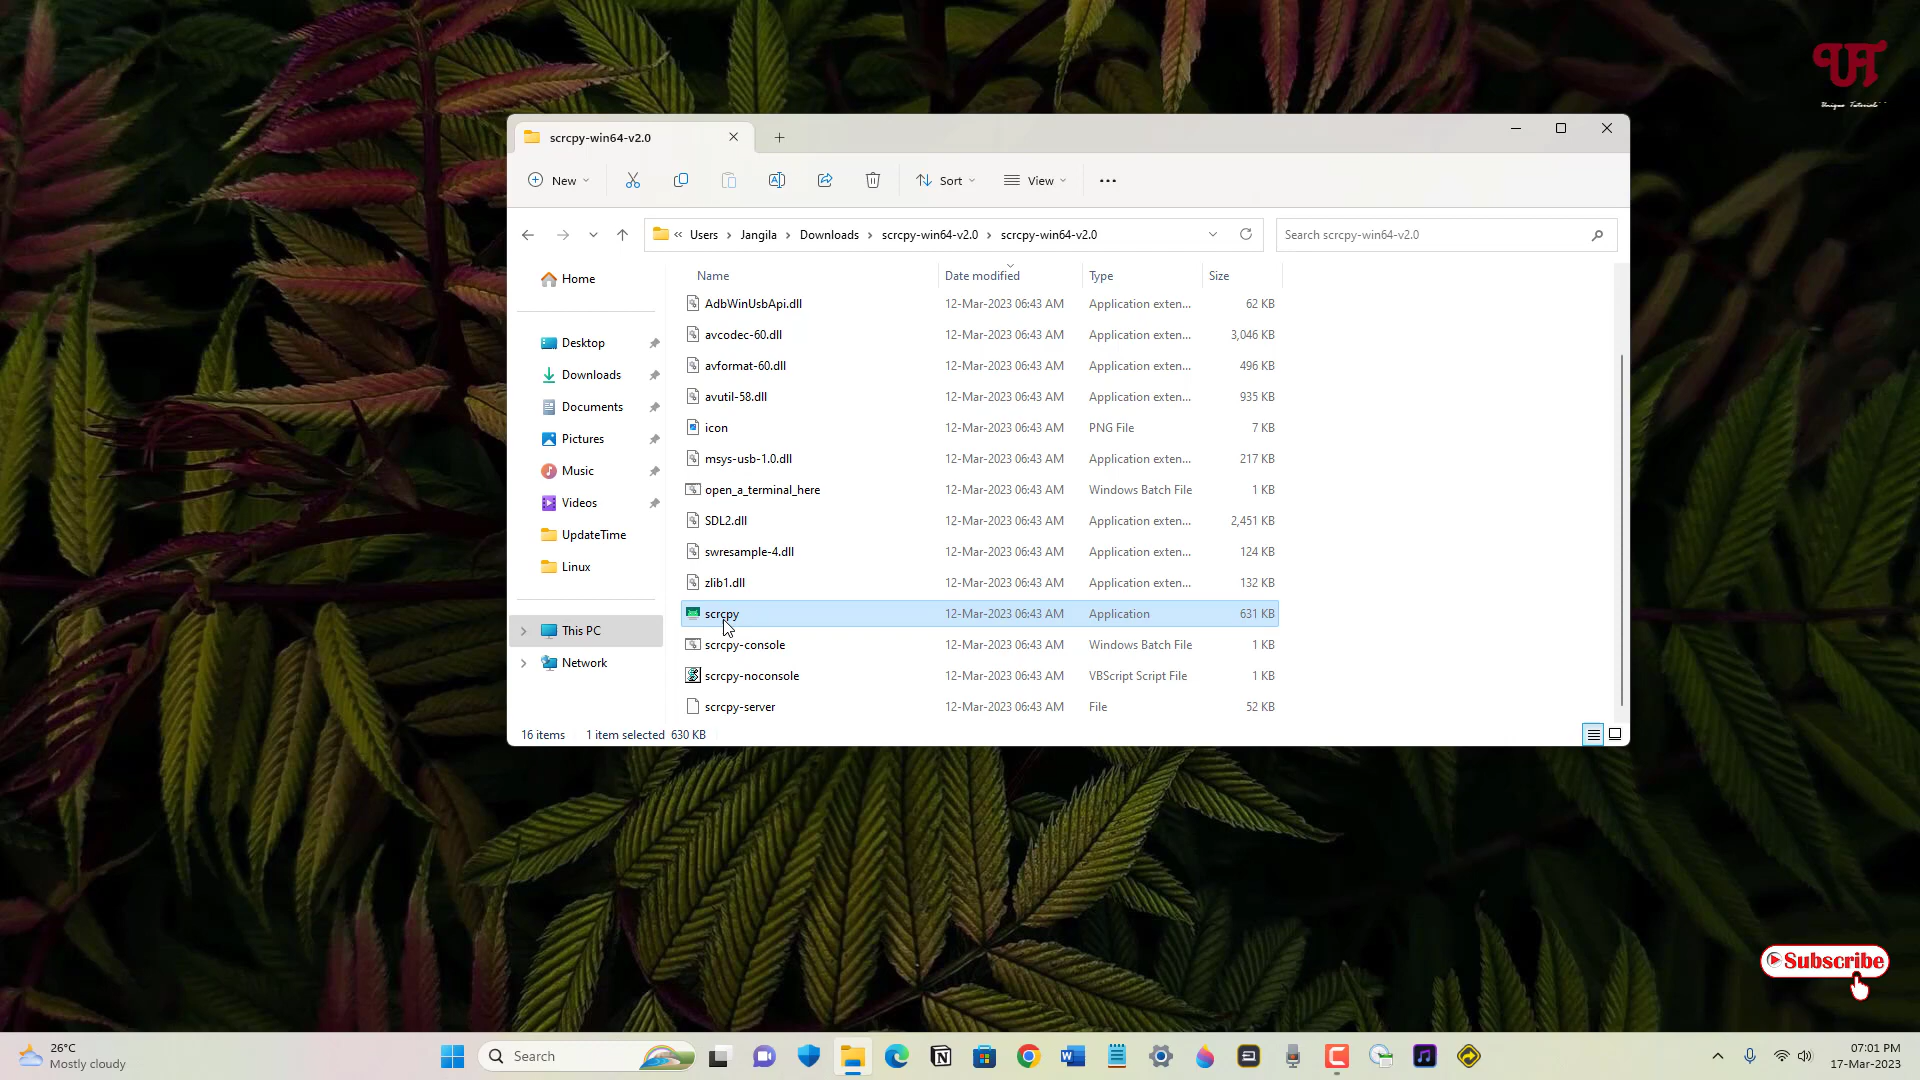 UT
Unique Tutorials
scrcpy-win64-v2.0
New
Sort
View
Users > Jangila > Downloads > scrcpy-win64-v2.0 > scrcpy-win64-v2.0
Search scrcpy-win64-v2.0
Home
Desktop
Downloads
Documents
Pictures
Music
Videos
UpdateTime
Linux
This PC
Network
Name Date modified Type Size
AdbWinUsbApi.dll 12-Mar-2023 06:43 AM Application exten... 62 KB
avcodec-60.dll 12-Mar-2023 06:43 AM Application exten... 3,046 KB
avformat-60.dll 12-Mar-2023 06:43 AM Application exten... 496 KB
avutil-58.dll 12-Mar-2023 06:43 AM Application exten... 935 KB
icon 12-Mar-2023 06:43 AM PNG File 7 KB
msys-usb-1.0.dll 12-Mar-2023 06:43 AM Application exten... 217 KB
open_a_terminal_here 12-Mar-2023 06:43 AM Windows Batch File 1 KB
SDL2.dll 12-Mar-2023 06:43 AM Application exten... 2,451 KB
swresample-4.dll 12-Mar-2023 06:43 AM Application exten... 124 KB
zlib1.dll 12-Mar-2023 06:43 AM Application exten... 132 KB
scrcpy 12-Mar-2023 06:43 AM Application 631 KB
scrcpy-console 12-Mar-2023 06:43 AM Windows Batch File 1 KB
scrcpy-noconsole 12-Mar-2023 06:43 AM VBScript Script File 1 KB
scrcpy-server 12-Mar-2023 06:43 AM File 52 KB
16 items 1 item selected 630 KB
Subscribe
26°C
Mostly cloudy
Search
07:01 PM
17-Mar-2023